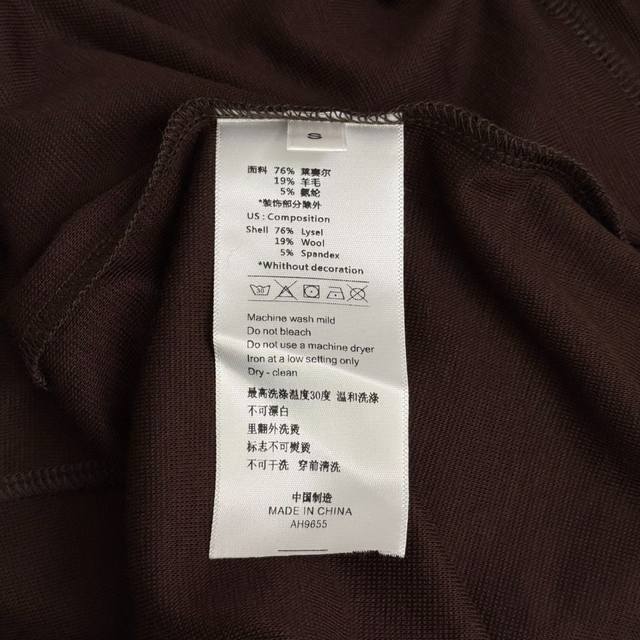 S
面料 76% 莱赛尔
19% 羊毛
5% 氨纶
*装饰部分除外
US: Composition
Shell 76% Lysel
19% Wool
5% Spandex
*Whithout decoration
30
Machine wash mild
Do not bleach
Do not use a machine dryer
Iron at a low setting only
Dry - clean
最高洗涤温度30度 温和洗涤
不可漂白
里翻外洗烫
标志不可熨烫
不可干洗 穿前清洗
中国制造
MADE IN CHINA
AH9655